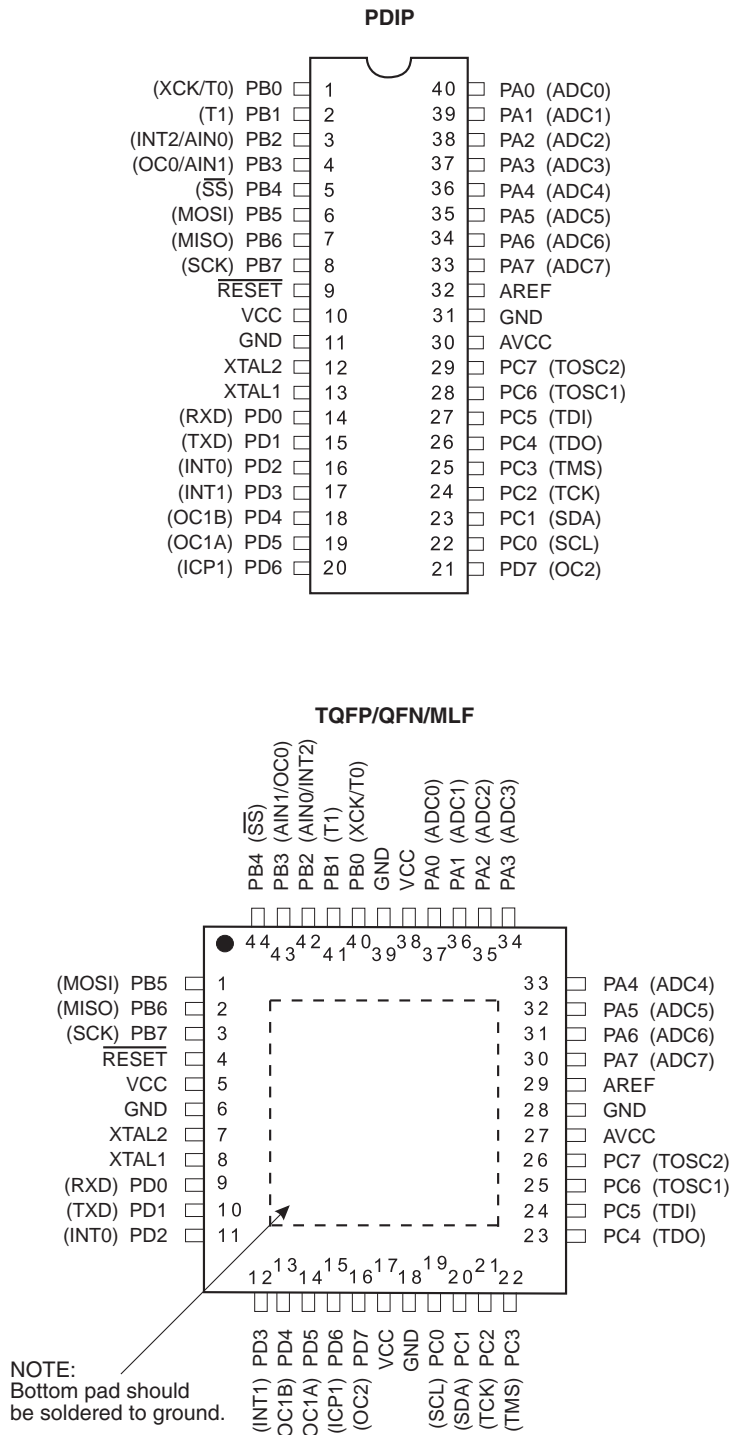 PDIP
(XCK/T0) PB0 1 40 PA0 (ADC0)
(T1) PB1 2 39 PA1 (ADC1)
(INT2/AIN0) PB2 3 38 PA2 (ADC2)
(OC0/AIN1) PB3 4 37 PA3 (ADC3)
(SS) PB4 5 36 PA4 (ADC4)
(MOSI) PB5 6 35 PA5 (ADC5)
(MISO) PB6 7 34 PA6 (ADC6)
(SCK) PB7 8 33 PA7 (ADC7)
RESET 9 32 AREF
VCC 10 31 GND
GND 11 30 AVCC
XTAL2 12 29 PC7 (TOSC2)
XTAL1 13 28 PC6 (TOSC1)
(RXD) PD0 14 27 PC5 (TDI)
(TXD) PD1 15 26 PC4 (TDO)
(INT0) PD2 16 25 PC3 (TMS)
(INT1) PD3 17 24 PC2 (TCK)
(OC1B) PD4 18 23 PC1 (SDA)
(OC1A) PD5 19 22 PC0 (SCL)
(ICP1) PD6 20 21 PD7 (OC2)
TQFP/QFN/MLF
PB4 (SS)
PB3 (AIN1/OC0)
PB2 (AIN0/INT2)
PB1 (T1)
PB0 (XCK/T0)
GND
VCC
PA0 (ADC0)
PA1 (ADC1)
PA2 (ADC2)
PA3 (ADC3)
44 43 42 41 40 39 38 37 36 35 34
(MOSI) PB5 1 33 PA4 (ADC4)
(MISO) PB6 2 32 PA5 (ADC5)
(SCK) PB7 3 31 PA6 (ADC6)
RESET 4 30 PA7 (ADC7)
VCC 5 29 AREF
GND 6 28 GND
XTAL2 7 27 AVCC
XTAL1 8 26 PC7 (TOSC2)
(RXD) PD0 9 25 PC6 (TOSC1)
(TXD) PD1 10 24 PC5 (TDI)
(INT0) PD2 11 23 PC4 (TDO)
12 13 14 15 16 17 18 19 20 21 22
(INT1) PD3
OC1B) PD4
OC1A) PD5
(ICP1) PD6
(OC2) PD7
VCC
GND
(SCL) PC0
(SDA) PC1
(TCK) PC2
(TMS) PC3
NOTE:
Bottom pad should
be soldered to ground.